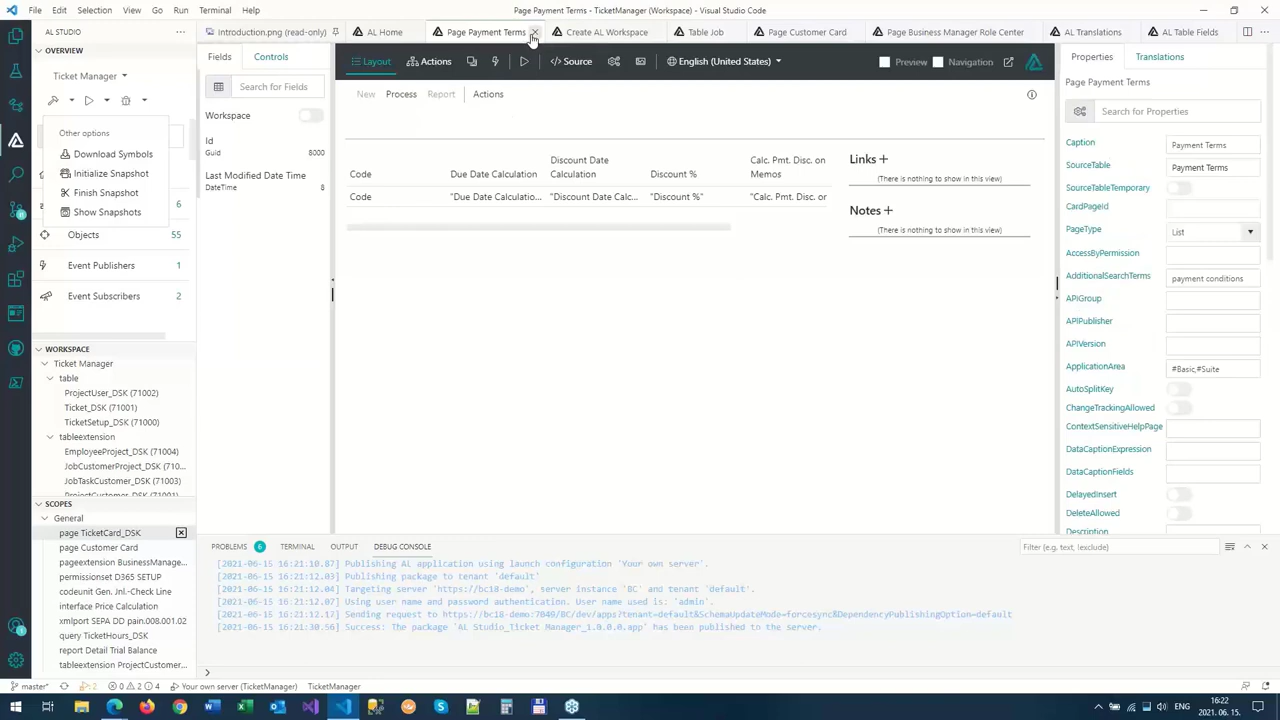 File Edit Selection View Go Run Terminal Help
Page Payment Terms - TicketManager (Workspace) - Visual Studio Code
AL STUDIO
introduction.png (read-only)
AL Home
Page Payment Terms
Create AL Workspace
Table Job
Page Customer Card
Page Business Manager Role Center
AL Translations
AL Table Fields
OVERVIEW
Ticket Manager
Other options
Download Symbols
Initialize Snapshot
Finish Snapshot
Show Snapshots
6
Objects 55
Event Publishers 1
Event Subscribers 2
WORKSPACE
Ticket Manager
table
ProjectUser_DSK (71002)
Ticket_DSK (71001)
TicketSetup_DSK (71000)
tableextension
EmployeeProject_DSK (71...
JobCustomerProject_DSK (710...
JobTaskCustomer_DSK (71003)
ProjectCustomer_DSK (71001)
SCOPES
General
page TicketCard_DSK
page Customer Card
pageextension BusinessManage...
permissionset D365 SETUP
codeunit Gen. Jnl.-Check Line
interface Price Calculation
xmlport SEPA DD pain.008.001.02
query TicketHours_DSK
report Detail Trial Balance
tableextension ProjectCustomer...
Fields Controls
Search for Fields
Workspace
Id
Guid 8000
Last Modified Date Time
DateTime 8
Layout Actions Source English (United States) Preview Navigation
New Process Report Actions
Code Due Date Calculation Discount Date Calculation Discount % Calc. Pmt. Disc. on Memos
Code "Due Date Calculatio... "Discount Date Calc... "Discount %" "Calc. Pmt. Disc. or
Links +
(There is nothing to show in this view)
Notes +
(There is nothing to show in this view)
Properties Translations
Page Payment Terms
Search for Properties
Caption Payment Terms
SourceTable Payment Terms
SourceTableTemporary
CardPageId
PageType List
AccessByPermission
AdditionalSearchTerms payment conditions
APIGroup
APIPublisher
APIVersion
ApplicationArea #Basic,#Suite
AutoSplitKey
ChangeTrackingAllowed
ContextSensitiveHelpPage
DataCaptionExpression
DataCaptionFields
DelayedInsert
DeleteAllowed
Description
PROBLEMS 6 TERMINAL OUTPUT DEBUG CONSOLE
Filter (e.g. text, !exclude)
[2021-06-15 16:21:10.87] Publishing AL application using launch configuration 'Your own server'.
[2021-06-15 16:21:12.03] Publishing package to tenant 'default'
[2021-06-15 16:21:12.04] Targeting server 'https://bc18-demo', server instance 'BC' and tenant 'default'.
[2021-06-15 16:21:12.07] Using user name and password authentication. User name used is: 'admin'.
[2021-06-15 16:21:12.17] Sending request to https://bc18-demo:7049/BC/dev/apps?tenant=default&SchemaUpdateMode=forcesync&DependencyPublishingOption=default
[2021-06-15 16:21:30.56] Success: The package 'AL Studio_Ticket Manager_1.0.0.0.app' has been published to the server.
master* 2 0 2 4 Your own server (TicketManager) TicketManager
ENG
16:22
2021. 06. 15.